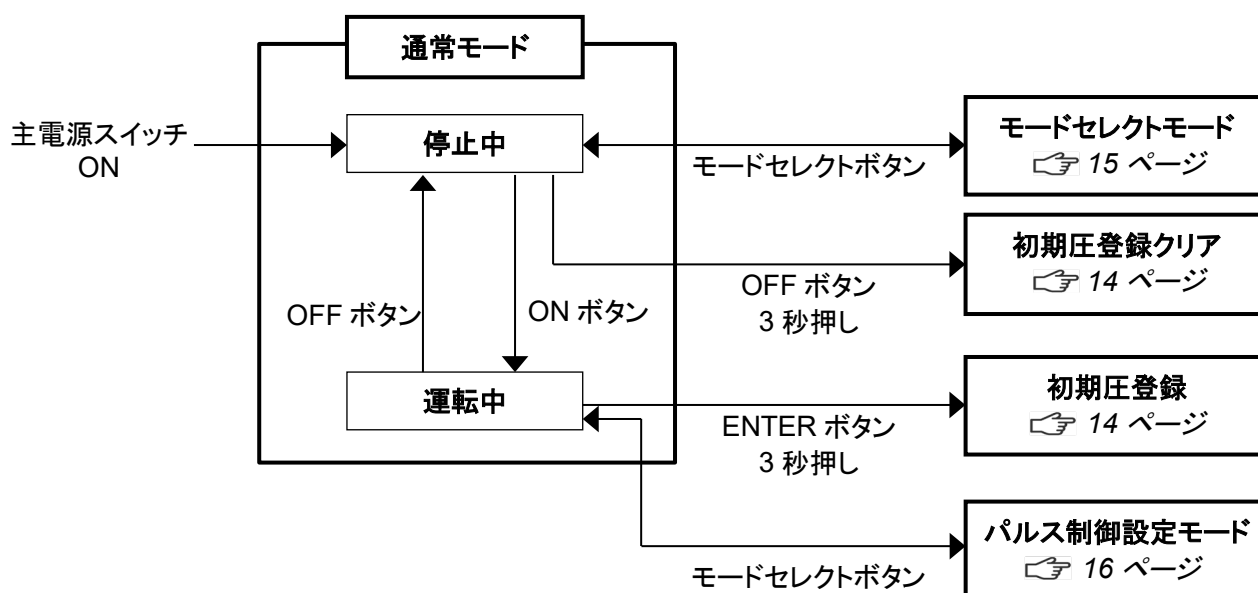 通常モード
主電源スイッチ
ON
停止中
モードセレクトボタン
モードセレクトモード
☞ 15 ページ
初期圧登録クリア
☞ 14 ページ
OFF ボタン
3 秒押し
OFF ボタン
ON ボタン
運転中
ENTER ボタン
3 秒押し
初期圧登録
☞ 14 ページ
モードセレクトボタン
パルス制御設定モード
☞ 16 ページ